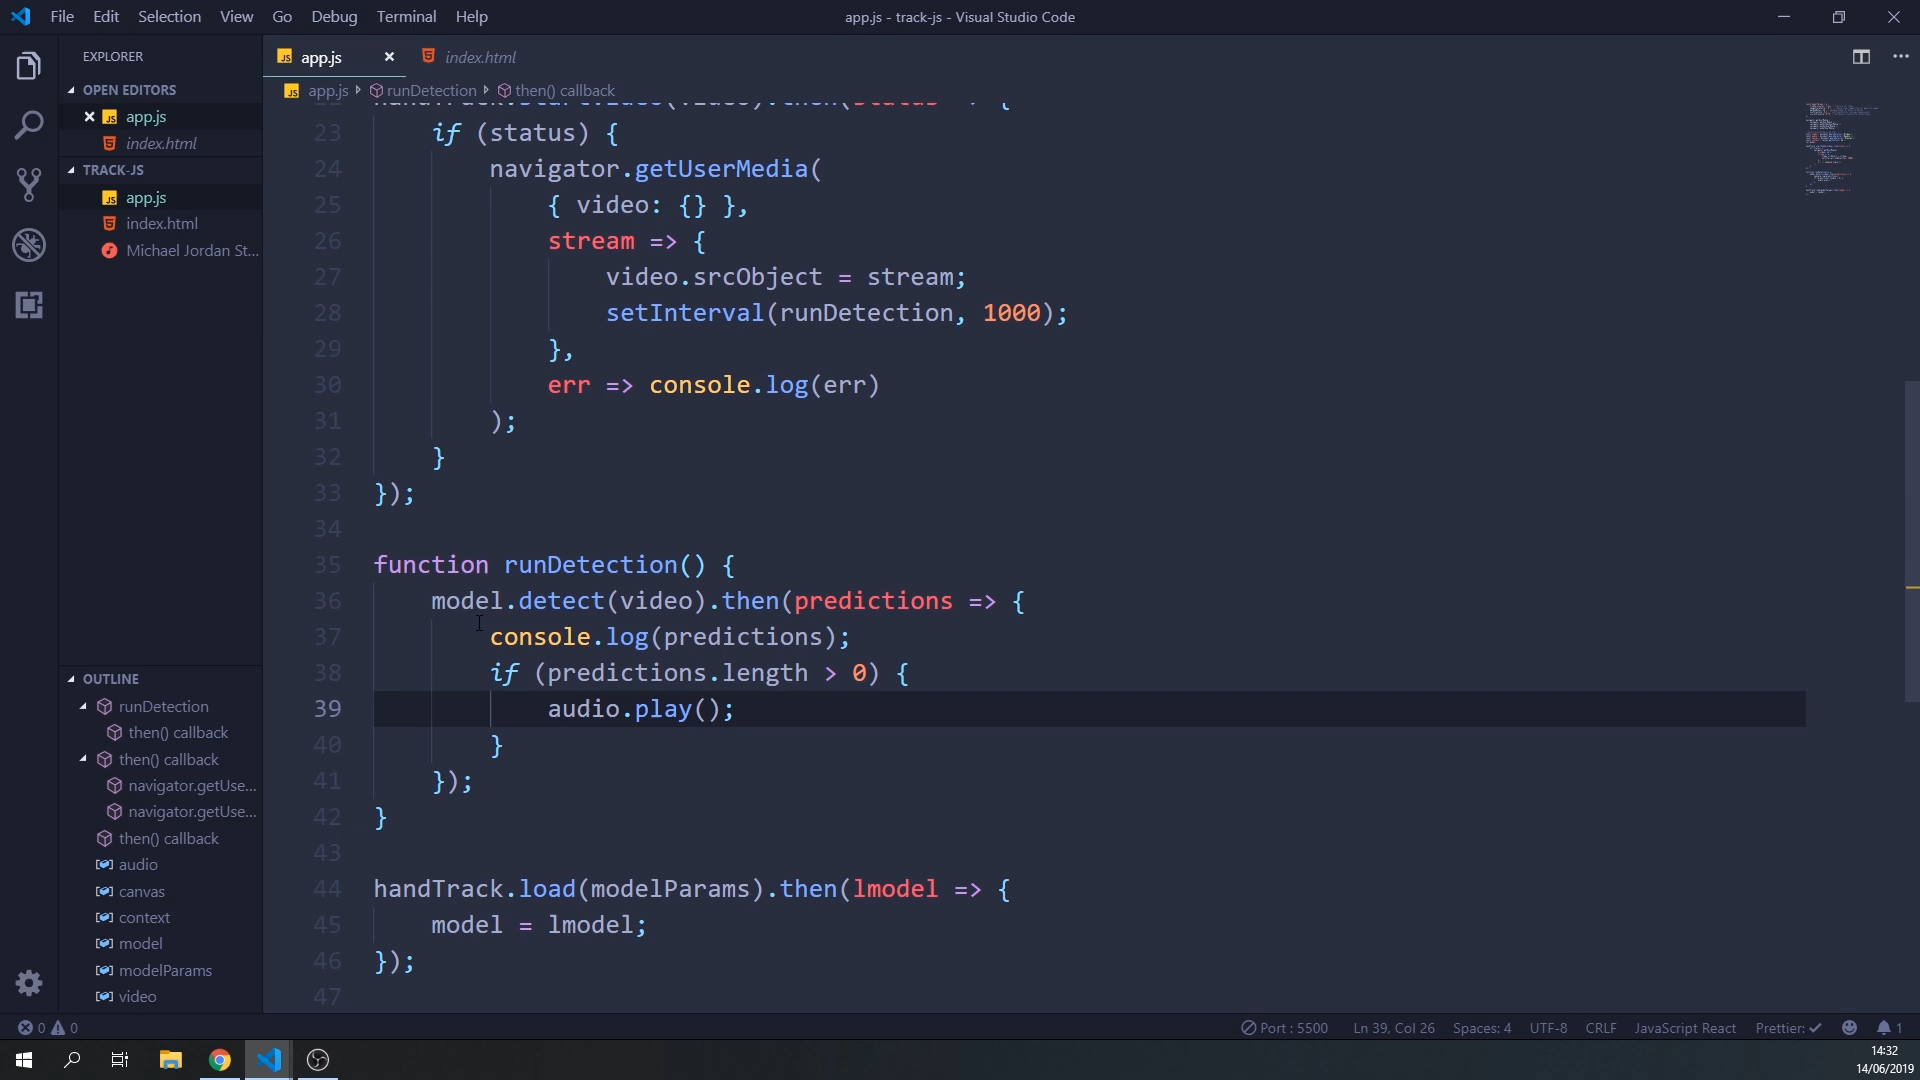 File Edit Selection View Go Debug Terminal Help
app.js - track-js - Visual Studio Code
EXPLORER
OPEN EDITORS
app.js
index.html
TRACK-JS
app.js
index.html
Michael Jordan St...
OUTLINE
runDetection
then() callback
then() callback
navigator.getUse...
navigator.getUse...
then() callback
audio
canvas
context
model
modelParams
video
app.js
index.html
app.js runDetection then() callback
23 if (status) {
24 navigator.getUserMedia(
25 { video: {} },
26 stream => {
27 video.srcObject = stream;
28 setInterval(runDetection, 1000);
29 },
30 err => console.log(err)
31 );
32 }
33 });
34
35 function runDetection() {
36 model.detect(video).then(predictions => {
37 console.log(predictions);
38 if (predictions.length > 0) {
39 audio.play();
40 }
41 });
42 }
43
44 handTrack.load(modelParams).then(lmodel => {
45 model = lmodel;
46 });
47
0 0
Port : 5500 Ln 39, Col 26 Spaces: 4 UTF-8 CRLF JavaScript React Prettier: ✓ 1
14:32
14/06/2019